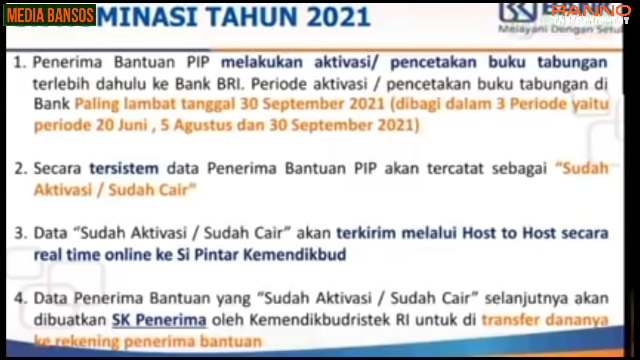 MEDIA BANSOS
MINASI TAHUN 2021
RANNO
ENTERTAINMENT
Melayani Dengan Setul
1. Penerima Bantuan PIP melakukan aktivasi/ pencetakan buku tabungan
terlebih dahulu ke Bank BRI. Periode aktivasi / pencetakan buku tabungan di
Bank Paling lambat tanggal 30 September 2021 (dibagi dalam 3 Periode yaitu
periode 20 Juni , 5 Agustus dan 30 September 2021)
2. Secara tersistem data Penerima Bantuan PIP akan tercatat sebagai “Sudah
Aktivasi / Sudah Cair”
3. Data “Sudah Aktivasi / Sudah Cair” akan terkirim melalui Host to Host secara
real time online ke Si Pintar Kemendikbud
4. Data Penerima Bantuan yang “Sudah Aktivasi / Sudah Cair” selanjutnya akan
dibuatkan SK Penerima oleh Kemendikbudristek RI untuk di transfer dananya
ke rekening penerima bantuan